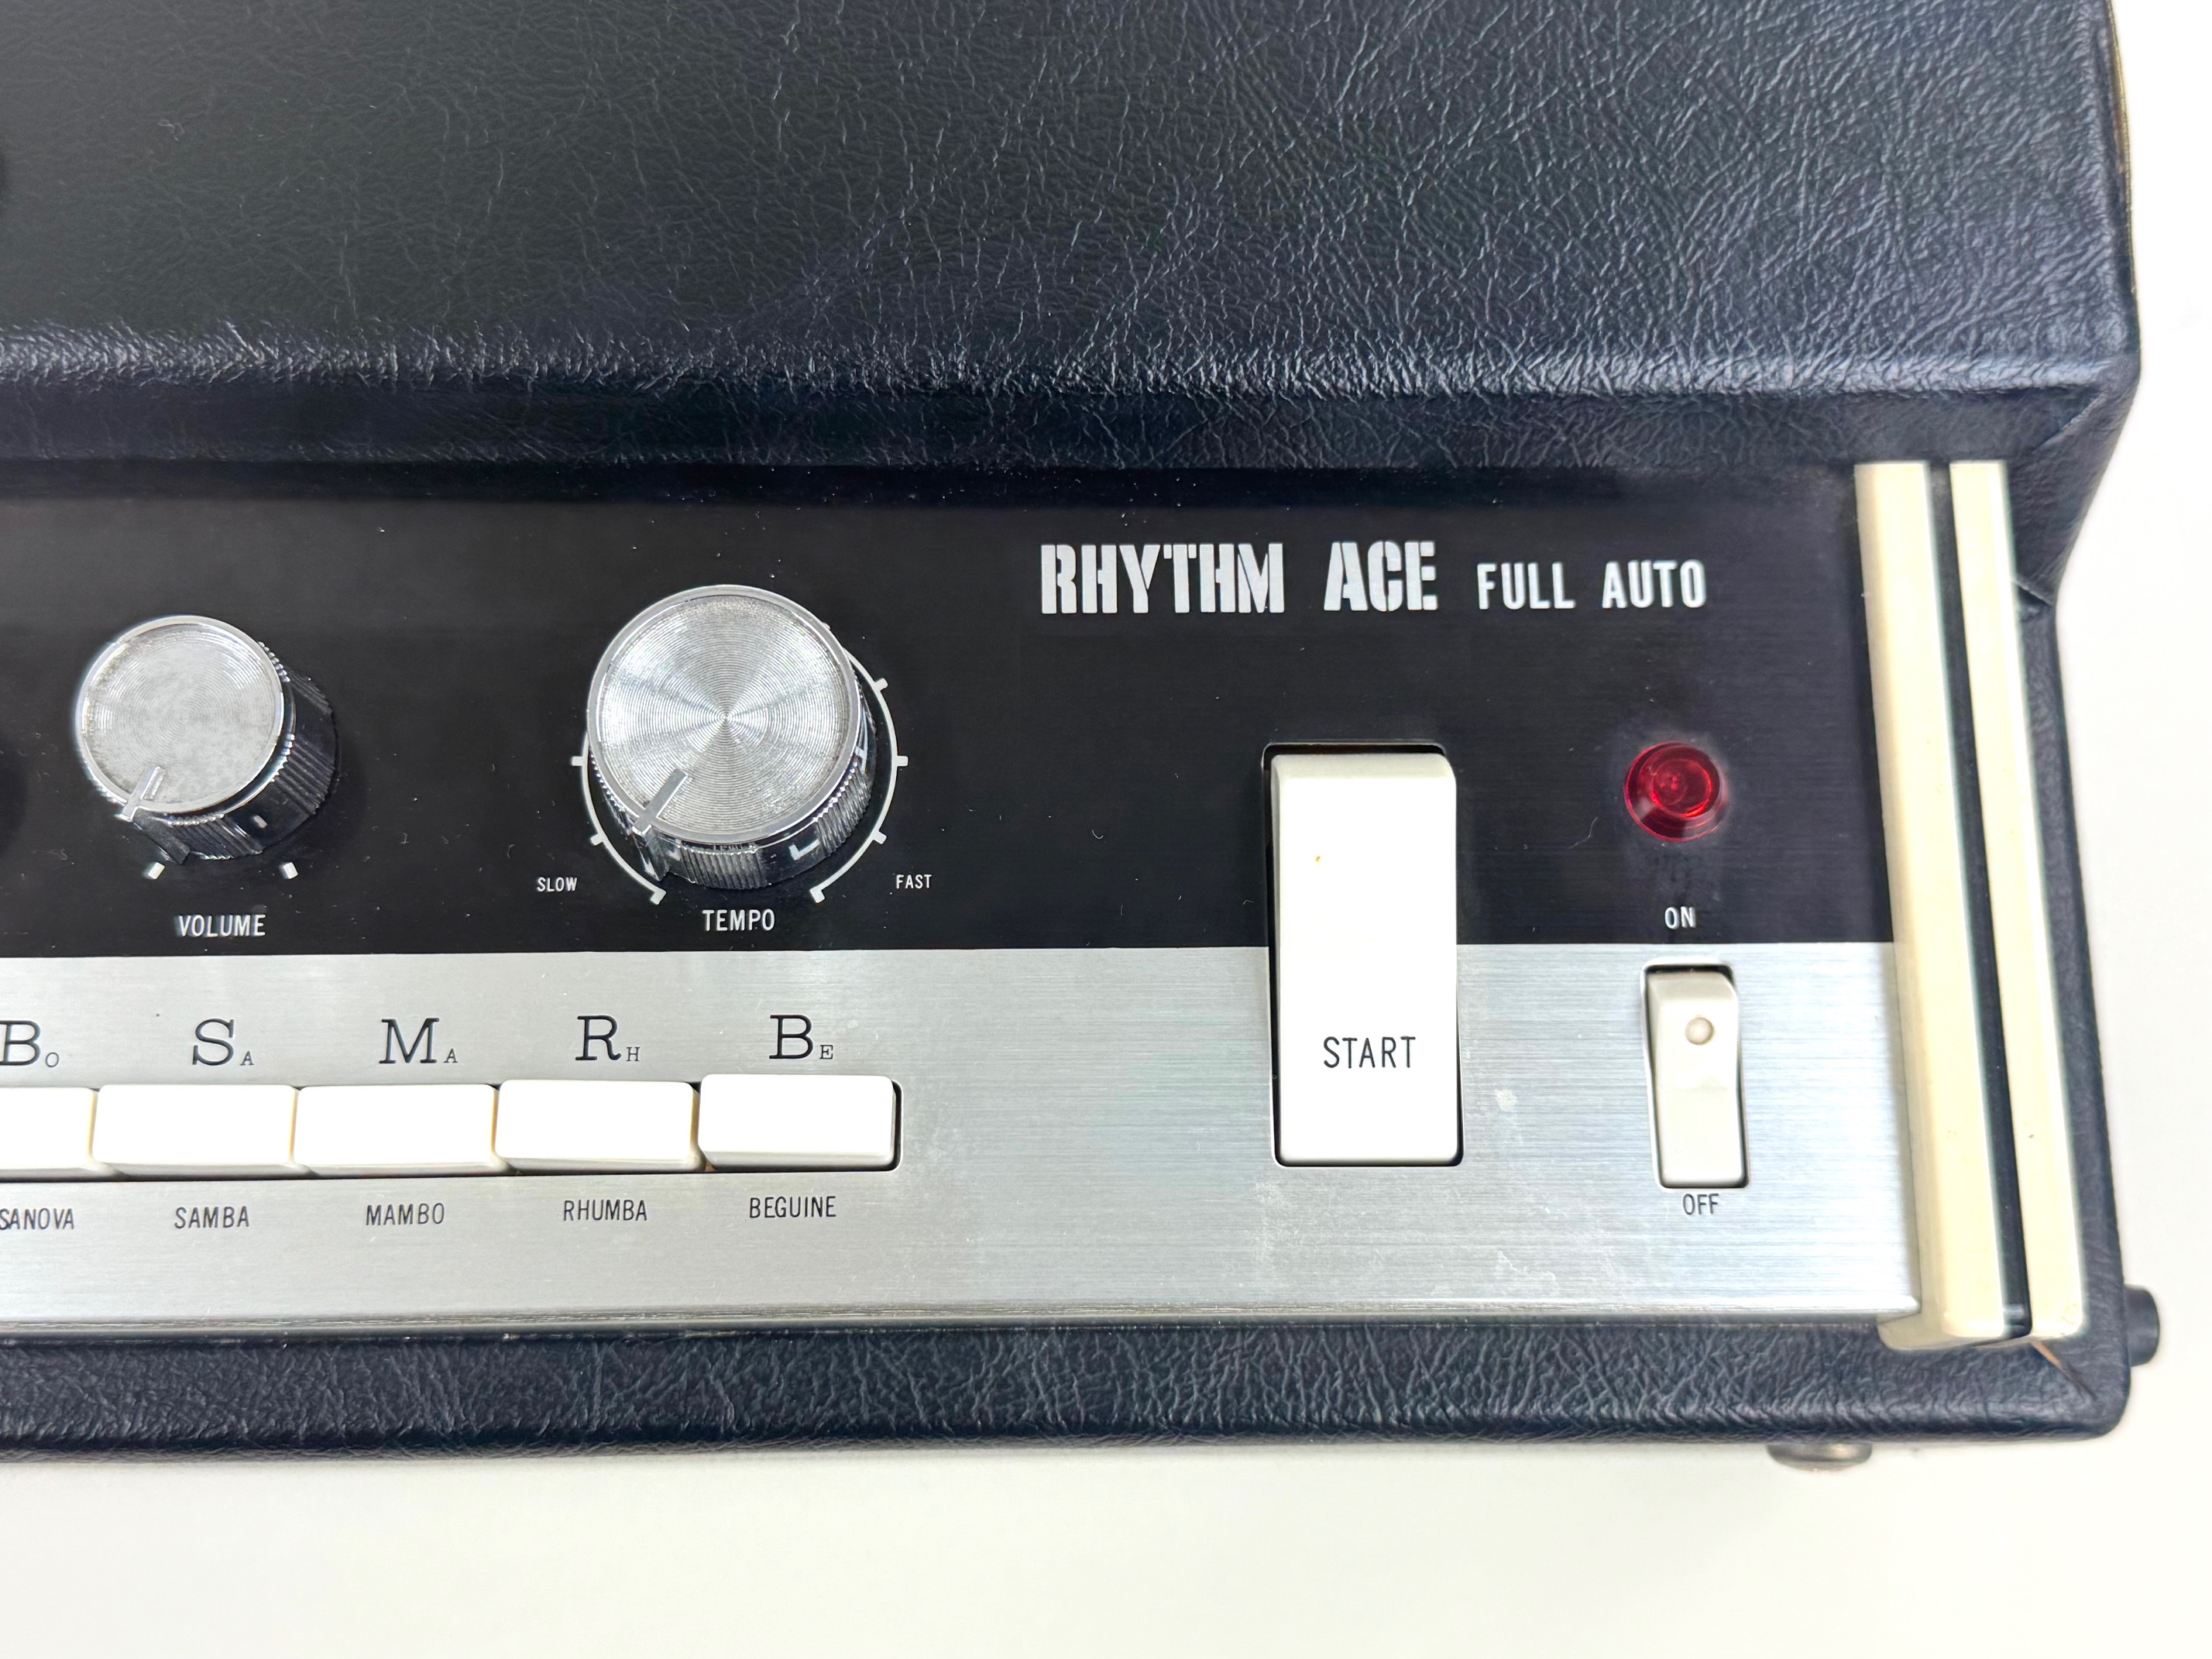 RHYTHM ACE FULL AUTO
SLOW FAST
VOLUME TEMPO ON
BO SA MA RH BE
START
SANOVA SAMBA MAMBO RHUMBA BEGUINE OFF